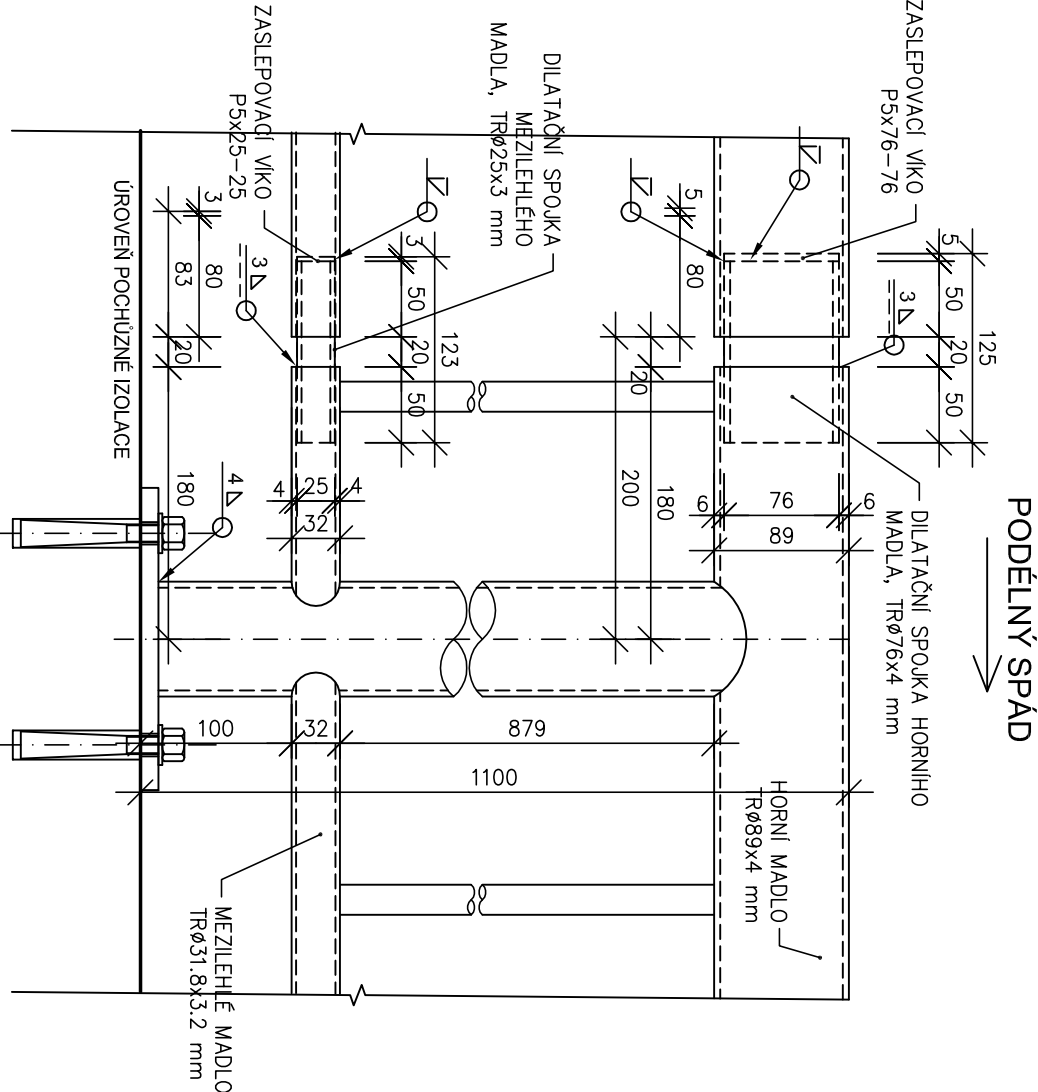 PODÉLNÝ SPÁD
ZASLEPOVACÍ VÍKO
P5x76-76
5
50
20
50
125
3
DILATAČNÍ SPOJKA HORNÍHO
MADLA, TRØ76x4 mm
HORNÍ MADLO
TRØ89x4 mm
6
76
6
89
5
80
20
180
200
DILATAČNÍ SPOJKA
MEZILEHLÉHO
MADLA, TRØ25x3 mm
3
50
20
50
123
ZASLEPOVACÍ VÍKO
P5x25-25
3
80
83
20
180
3
4
25
4
32
4
ÚROVEŇ POCHŮZNÉ IZOLACE
100
32
879
1100
MEZILEHLÉ MADLO
TRØ31.8x3.2 mm